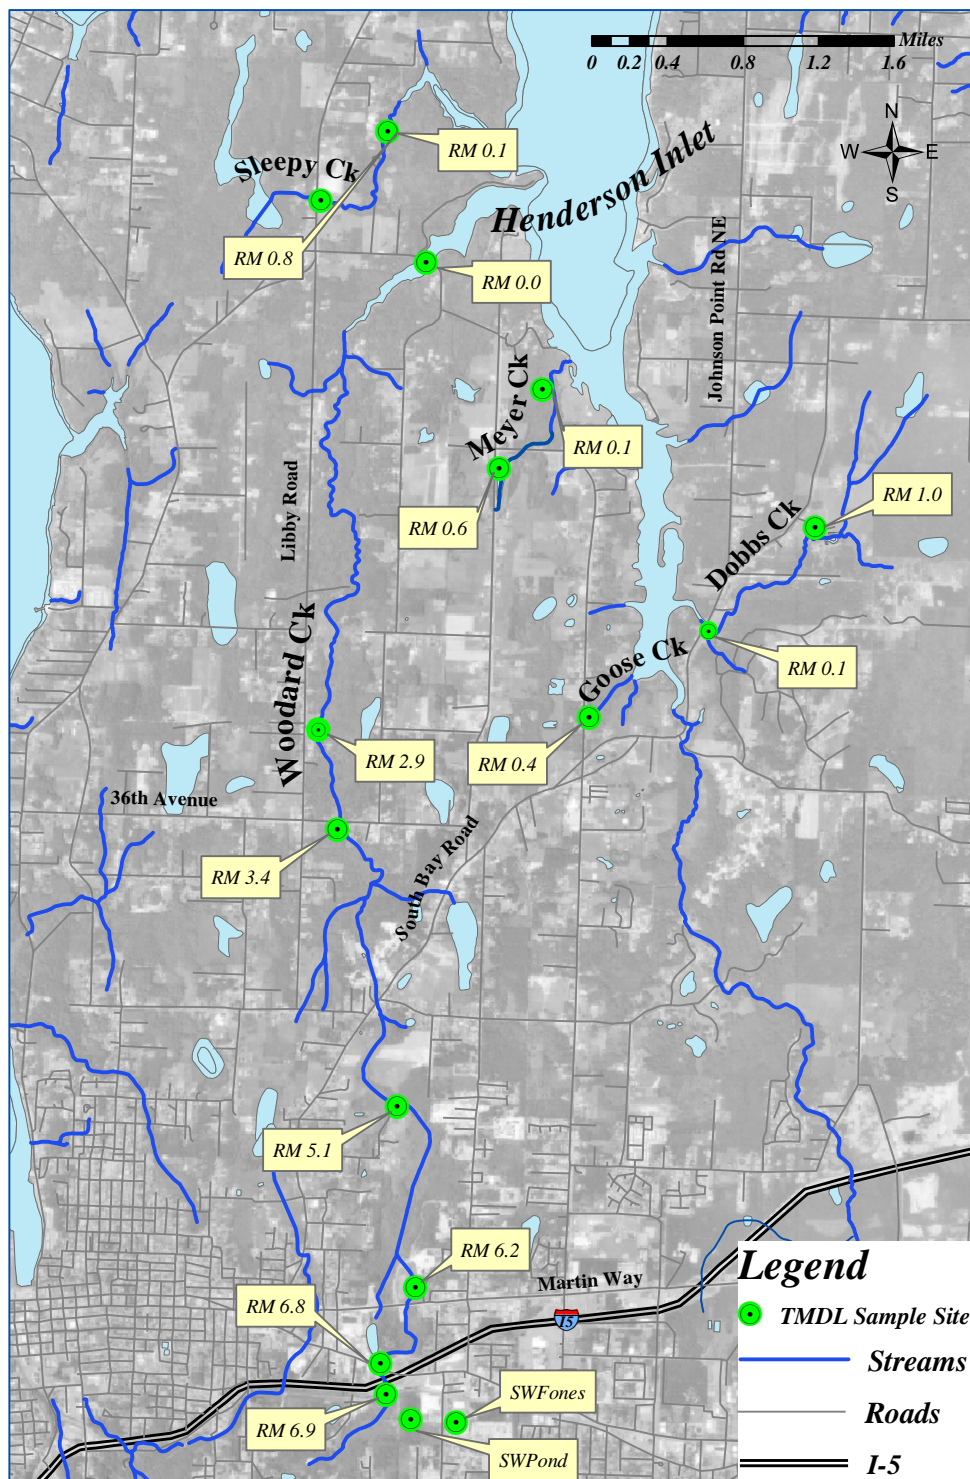 Miles
0 0.2 0.4 0.8 1.2 1.6
N
W E
S
RM 0.1
Sleepy Ck
Henderson Inlet
RM 0.8
RM 0.0
Johnson Point Rd NE
Meyer Ck
RM 0.1
Libby Road
RM 0.6
RM 1.0
Dobbs Ck
Woodard Ck
Goose Ck
RM 0.1
RM 2.9
RM 0.4
36th Avenue
South Bay Road
RM 3.4
RM 5.1
RM 6.2
Martin Way
RM 6.8
I5
SWFones
RM 6.9
SWPond
Legend
TMDL Sample Site
Streams
Roads
I-5